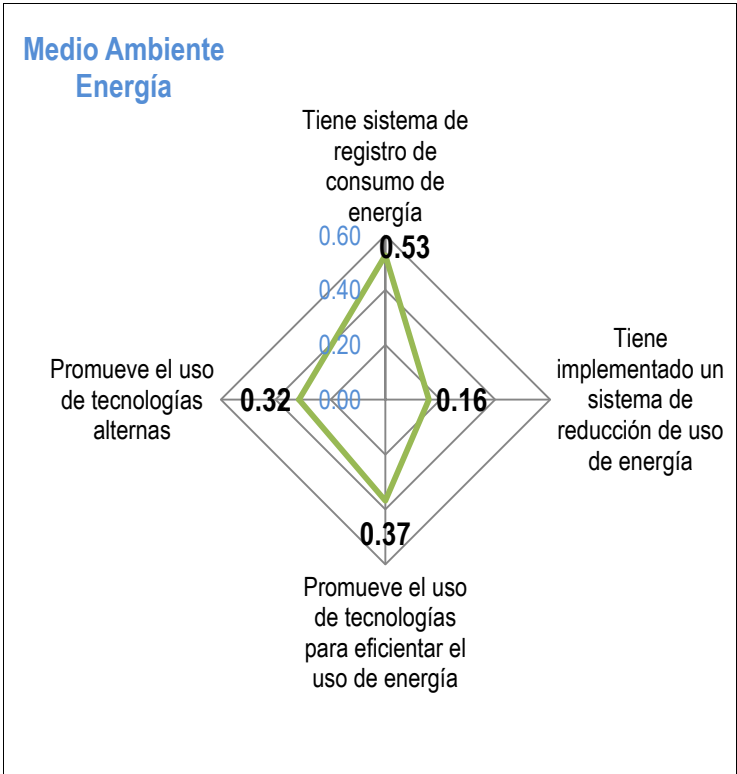 Medio Ambiente
Energía
Tiene sistema de
registro de
consumo de
energía
0.60
0.53
0.40
0.20
0.00
0.32
0.16
0.37
Promueve el uso
de tecnologías
alternas
Tiene
implementado un
sistema de
reducción de uso
de energía
Promueve el uso
de tecnologías
para eficientar el
uso de energía